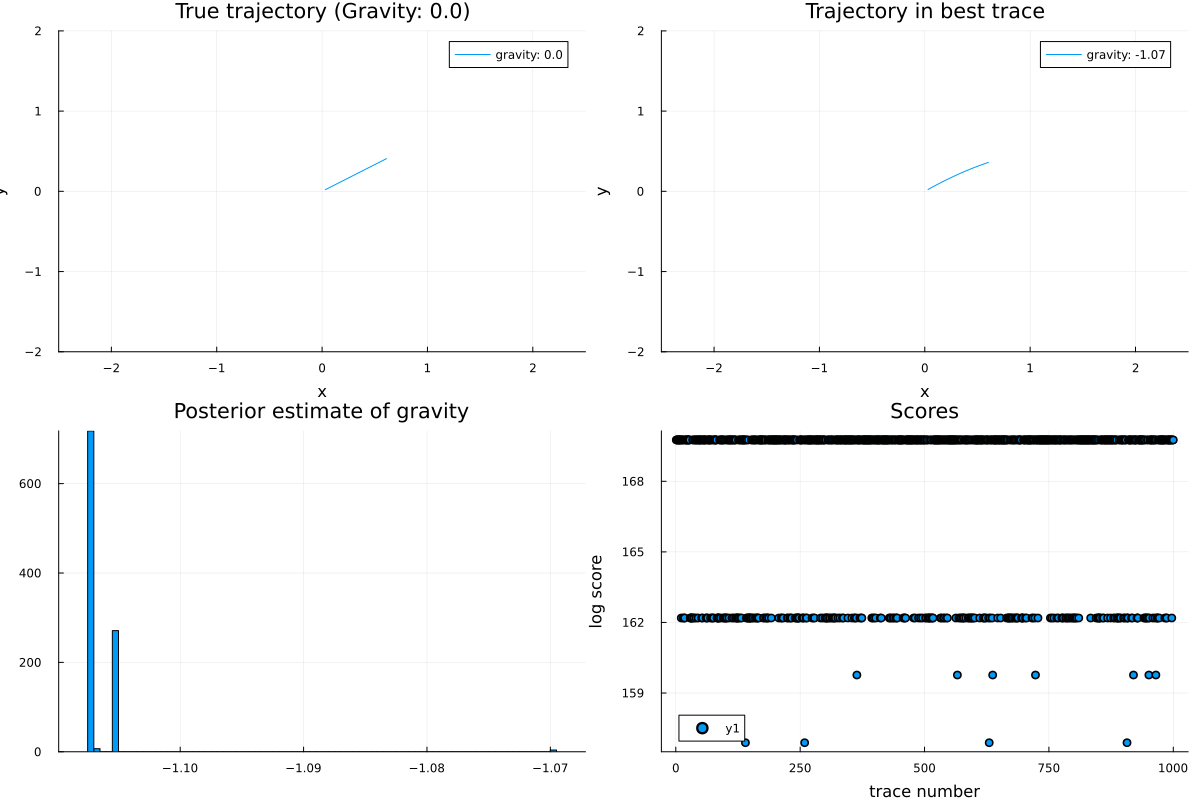 True trajectory (Gravity: 0.0)
gravity: 0.0
2
1
0
−1
−2
y
−2
−1
0
1
2
x
Trajectory in best trace
gravity: -1.07
2
1
0
−1
−2
y
−2
−1
0
1
2
x
Posterior estimate of gravity
600
400
200
0
−1.10
−1.09
−1.08
−1.07
Scores
log score
168
165
162
159
y1
0
250
500
750
1000
trace number